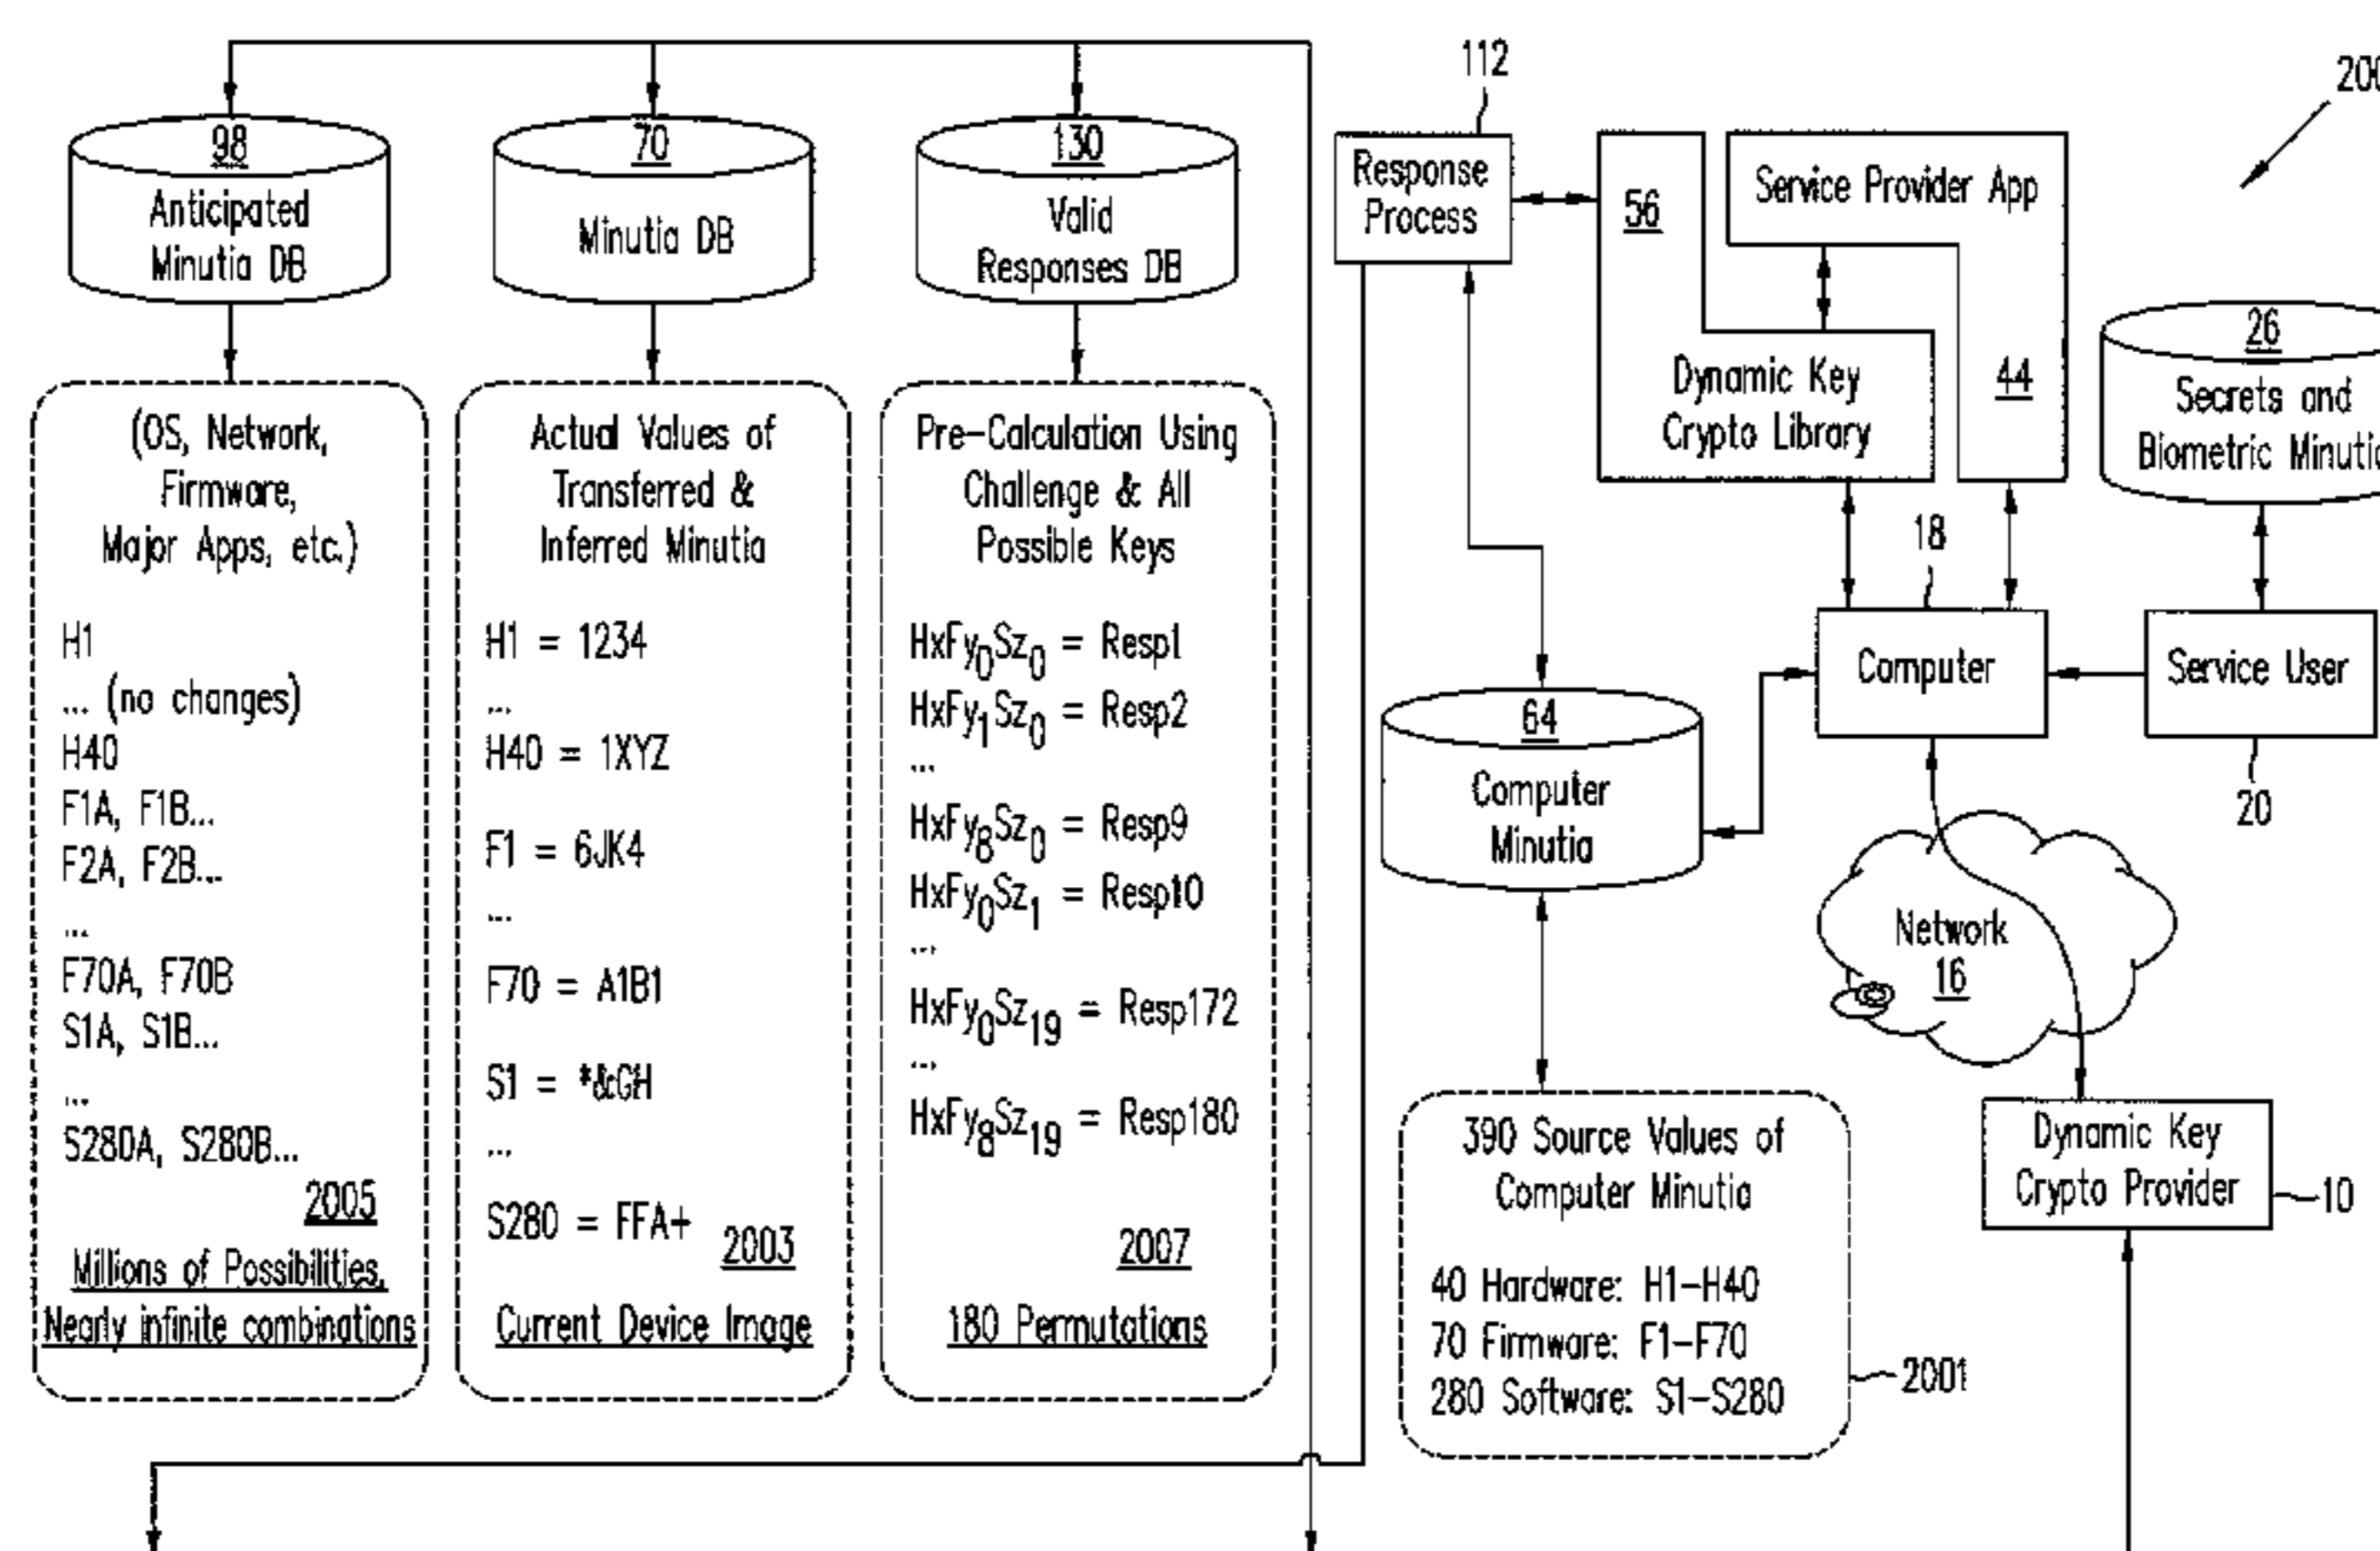 98
Anticipated
Minutia DB
(OS, Network,
Firmware,
Major Apps, etc.)
H1
... (no changes)
H40
F1A, F1B...
F2A, F2B...
...
F70A, F70B
S1A, S1B...
...
S280A, S280B...
2005
Millions of Possibilities,
Nearly infinite combinations
70
Minutia DB
Actual Values of
Transferred &
Inferred Minutia
H1 = 1234
...
H40 = 1XYZ
F1 = 6JK4
...
F70 = A1B1
S1 = *&GH
...
S280 = FFA+
2003
Current Device Image
130
Valid
Responses DB
Pre-Calculation Using
Challenge & All
Possible Keys
HxFy0Sz0 = Resp1
HxFy1Sz0 = Resp2
...
HxFy8Sz0 = Resp9
HxFy0Sz1 = Resp10
...
HxFy0Sz19 = Resp172
...
HxFy8Sz19 = Resp180
2007
180 Permutations
112
Response
Process
56
Dynamic Key
Crypto Library
Service Provider App
44
200
26
Secrets and
Biometric Minutia
18
Computer
Service User
20
64
Computer
Minutia
Network
16
390 Source Values of
Computer Minutia
40 Hardware: H1-H40
70 Firmware: F1-F70
280 Software: S1-S280
2001
Dynamic Key
Crypto Provider
10